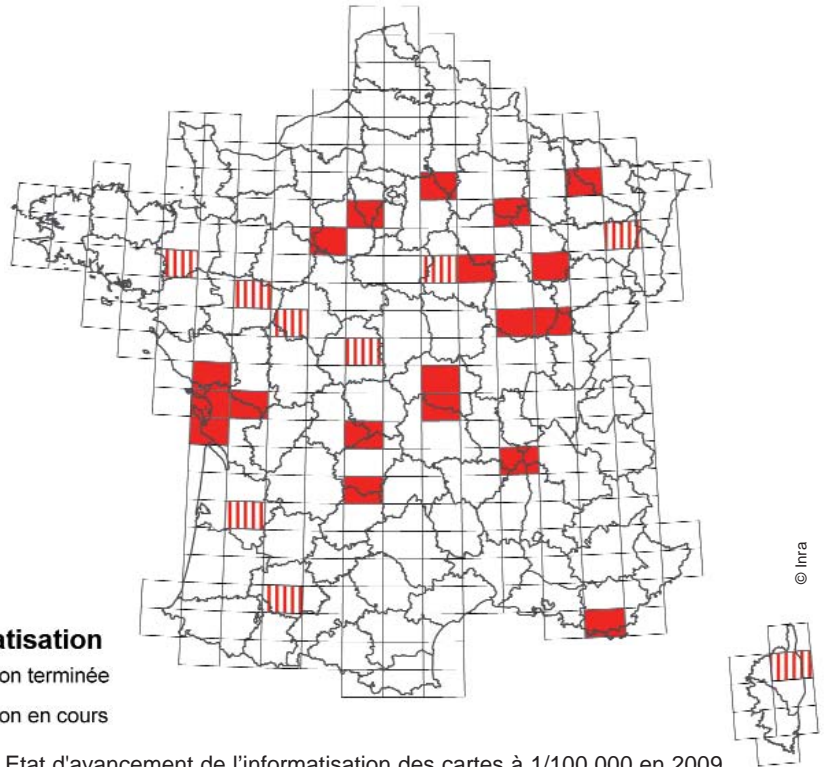 © Inra
atisation
on terminée
on en cours
Etat d'avancement de l'informatisation des cartes à 1/100 000 en 2009